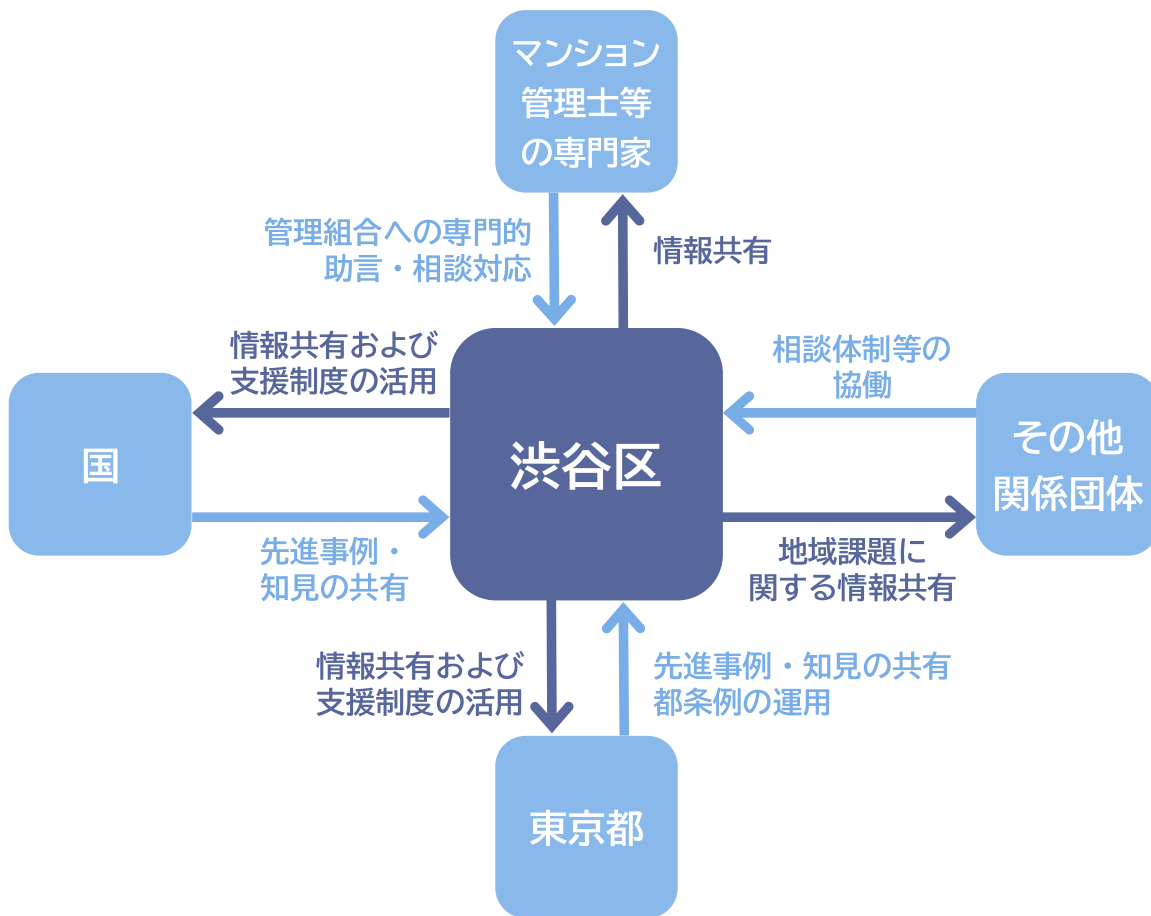 マンション
管理士等
の専門家
管理組合への専門的
助言・相談対応
情報共有
情報共有および
支援制度の活用
相談体制等の
協働
国
渋谷区
その他
関係団体
先進事例・
知見の共有
地域課題に
関する情報共有
情報共有および
支援制度の活用
先進事例・知見の共有
都条例の運用
東京都